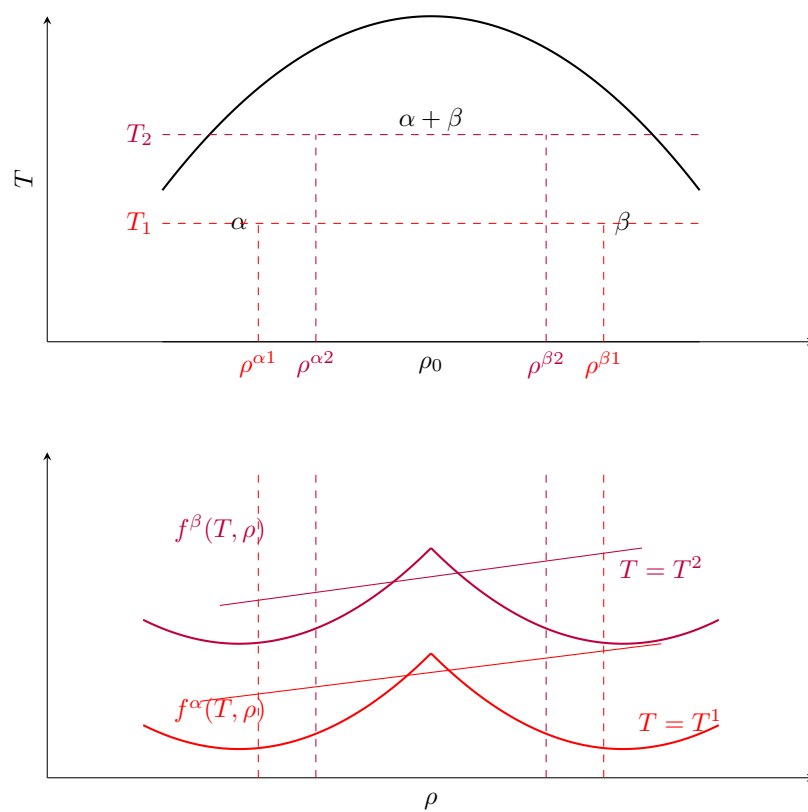 α + β
T₂
T
α
T₁
β
ρ^{α1} ρ^{α2} ρ₀ ρ^{β2} ρ^{β1}
f^β(T, ρ)
T = T²
f^α(T, ρ)
T = T¹
ρ